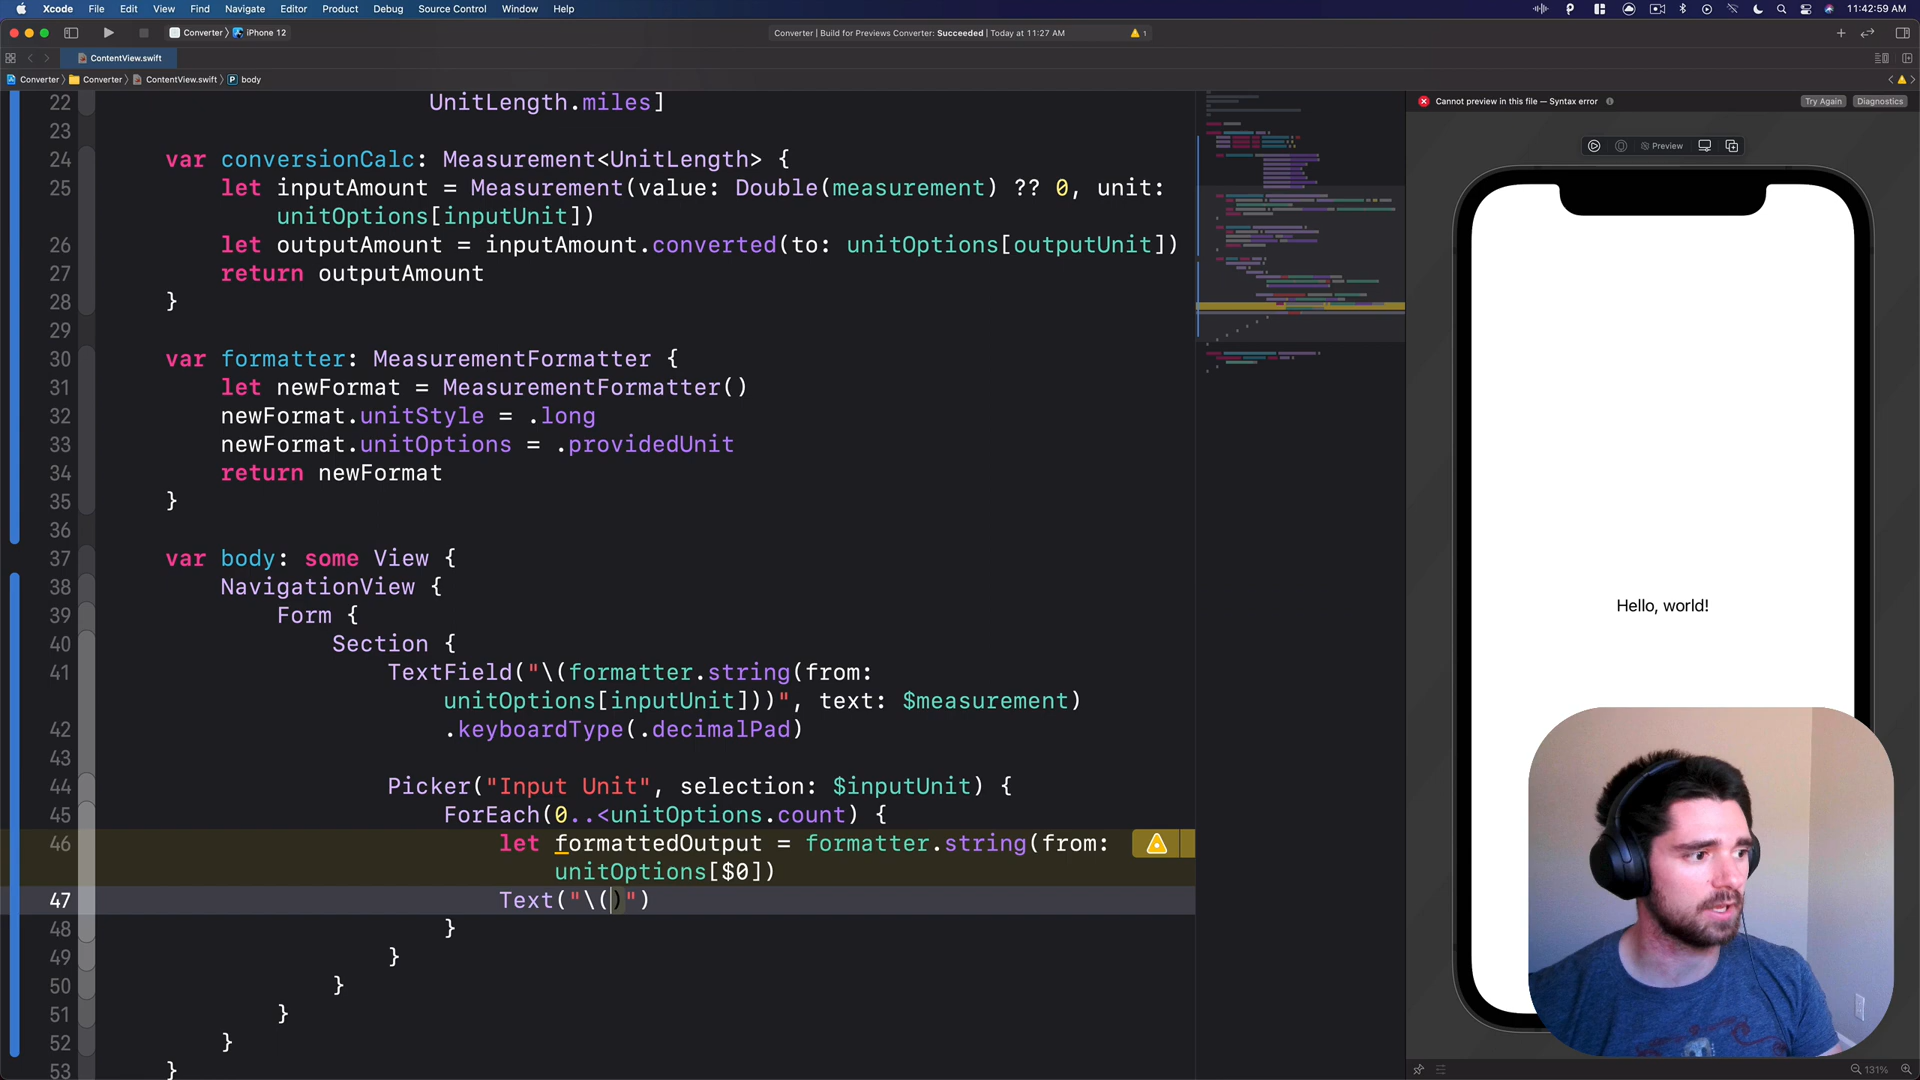 Xcode File Edit View Find Navigate Editor Product Debug Source Control Window Help 11:42:59 AM
Converter iPhone 12 Converter | Build for Previews Converter: Succeeded | Today at 11:27 AM 1
ContentView.swift
Converter Converter ContentView.swift P body
Cannot preview in this file — Syntax error Try Again Diagnostics
22 UnitLength.miles]
23
24 var conversionCalc: Measurement<UnitLength> {
25 let inputAmount = Measurement(value: Double(measurement) ?? 0, unit:
unitOptions[inputUnit])
26 let outputAmount = inputAmount.converted(to: unitOptions[outputUnit])
27 return outputAmount
28 }
29
30 var formatter: MeasurementFormatter {
31 let newFormat = MeasurementFormatter()
32 newFormat.unitStyle = .long
33 newFormat.unitOptions = .providedUnit
34 return newFormat
35 }
36
37 var body: some View {
38 NavigationView {
39 Form {
40 Section {
41 TextField("\(formatter.string(from:
unitOptions[inputUnit]))", text: $measurement)
42 .keyboardType(.decimalPad)
43
44 Picker("Input Unit", selection: $inputUnit) {
45 ForEach(0..<unitOptions.count) {
46 let formattedOutput = formatter.string(from:
unitOptions[$0])
47 Text("\()")
48 }
49 }
50 }
51 }
52 }
53 }
Preview
Hello, world!
131%